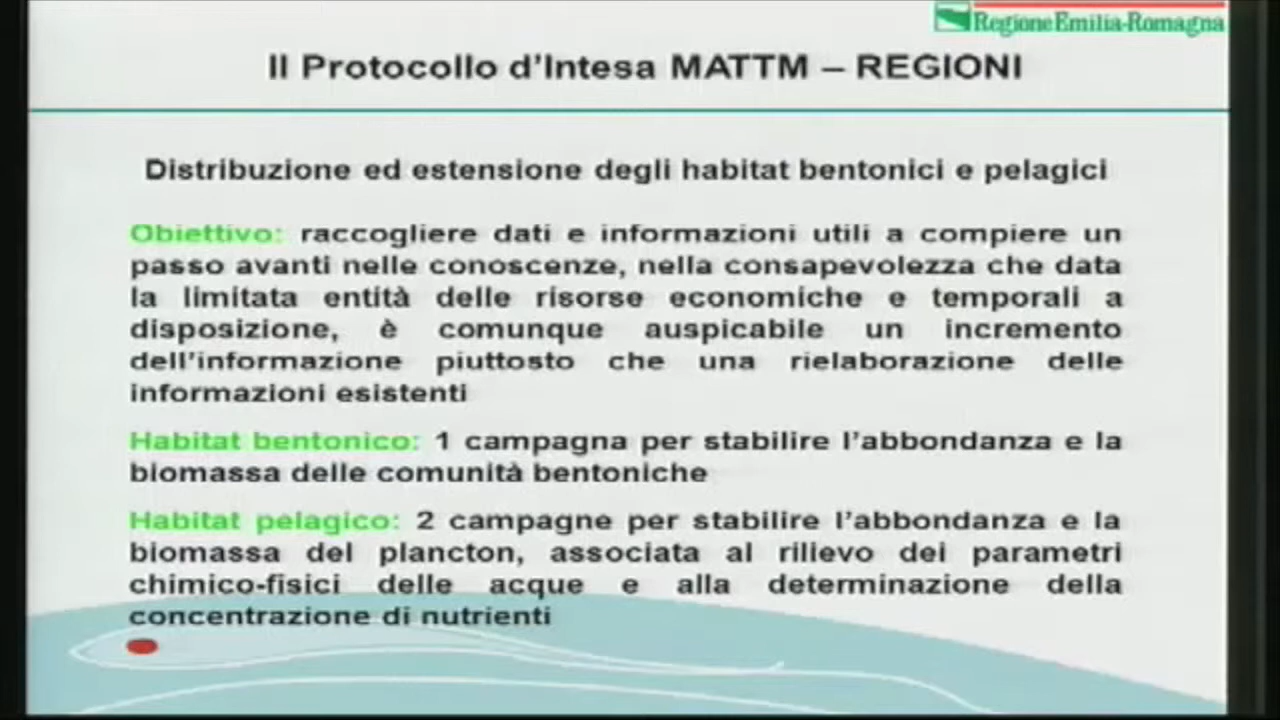 RegioneEmilia-Romagna
Il Protocollo d'Intesa MATTM – REGIONI
Distribuzione ed estensione degli habitat bentonici e pelagici
Obiettivo: raccogliere dati e informazioni utili a compiere un
passo avanti nelle conoscenze, nella consapevolezza che data
la limitata entità delle risorse economiche e temporali a
disposizione, è comunque auspicabile un incremento
dell'informazione piuttosto che una rielaborazione delle
informazioni esistenti
Habitat bentonico: 1 campagna per stabilire l'abbondanza e la
biomassa delle comunità bentoniche
Habitat pelagico: 2 campagne per stabilire l'abbondanza e la
biomassa del plancton, associata al rilievo dei parametri
chimico-fisici delle acque e alla determinazione della
concentrazione di nutrienti